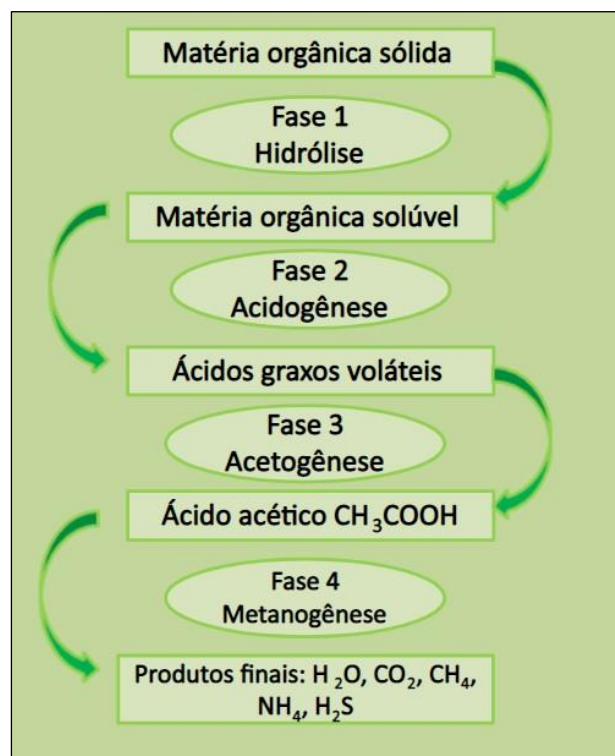 Matéria orgânica sólida
Fase 1
Hidrólise
Matéria orgânica solúvel
Fase 2
Acidogênese
Ácidos graxos voláteis
Fase 3
Acetogênese
Ácido acético CH₃COOH
Fase 4
Metanogênese
Produtos finais: H₂O, CO₂, CH₄,
NH₄, H₂S